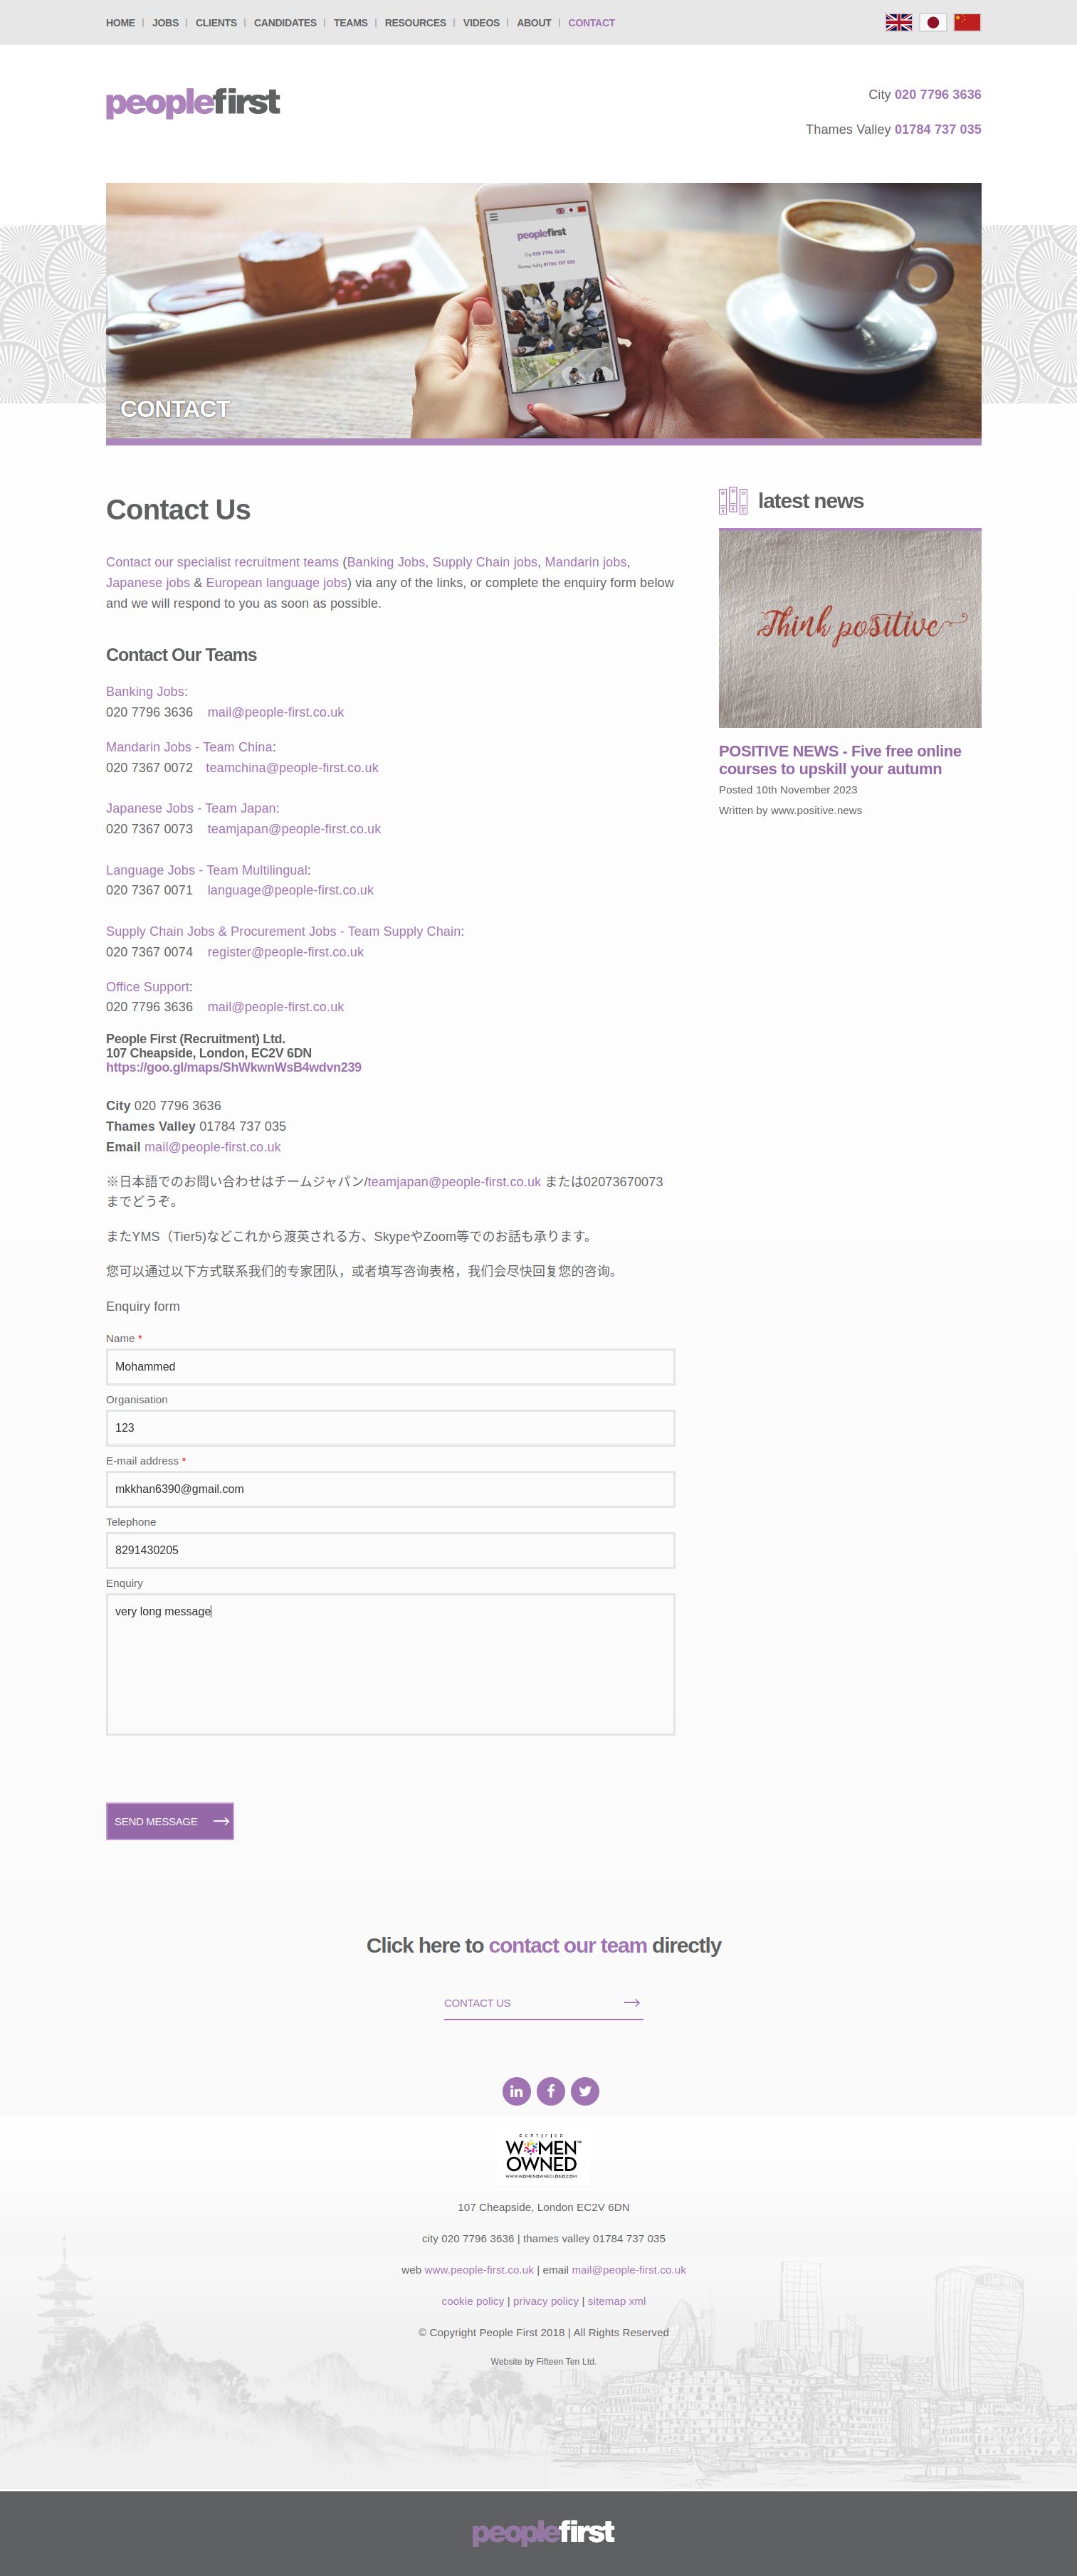 HOME | JOBS | CLIENTS | CANDIDATES | TEAMS | RESOURCES | VIDEOS | ABOUT | CONTACT
peoplefirst
City 020 7796 3636
Thames Valley 01784 737 035
peoplefirst
City 020 7796 3636
Thames Valley 01784 737 035
CONTACT
Contact Us
Contact our specialist recruitment teams (Banking Jobs, Supply Chain jobs, Mandarin jobs,
Japanese jobs & European language jobs) via any of the links, or complete the enquiry form below
and we will respond to you as soon as possible.
Contact Our Teams
Banking Jobs:
020 7796 3636 mail@people-first.co.uk
Mandarin Jobs - Team China:
020 7367 0072 teamchina@people-first.co.uk
Japanese Jobs - Team Japan:
020 7367 0073 teamjapan@people-first.co.uk
Language Jobs - Team Multilingual:
020 7367 0071 language@people-first.co.uk
Supply Chain Jobs & Procurement Jobs - Team Supply Chain:
020 7367 0074 register@people-first.co.uk
Office Support:
020 7796 3636 mail@people-first.co.uk
People First (Recruitment) Ltd.
107 Cheapside, London, EC2V 6DN
https://goo.gl/maps/ShWkwnWsB4wdvn239
City 020 7796 3636
Thames Valley 01784 737 035
Email mail@people-first.co.uk
※日本語でのお問い合わせはチームジャパン/teamjapan@people-first.co.uk または02073670073
までどうぞ。
またYMS（Tier5)などこれから渡英される方、SkypeやZoom等でのお話も承ります。
您可以通过以下方式联系我们的专家团队，或者填写咨询表格，我们会尽快回复您的咨询。
Enquiry form
Name *
Mohammed
Organisation
123
E-mail address *
mkkhan6390@gmail.com
Telephone
8291430205
Enquiry
very long message
SEND MESSAGE
latest news
Think positive
POSITIVE NEWS - Five free online
courses to upskill your autumn
Posted 10th November 2023
Written by www.positive.news
Click here to contact our team directly
CONTACT US
CERTIFIED
WOMEN™
OWNED
WWW.WOMENOWNEDLOGO.COM
107 Cheapside, London EC2V 6DN
city 020 7796 3636 | thames valley 01784 737 035
web www.people-first.co.uk | email mail@people-first.co.uk
cookie policy | privacy policy | sitemap xml
© Copyright People First 2018 | All Rights Reserved
Website by Fifteen Ten Ltd.
peoplefirst